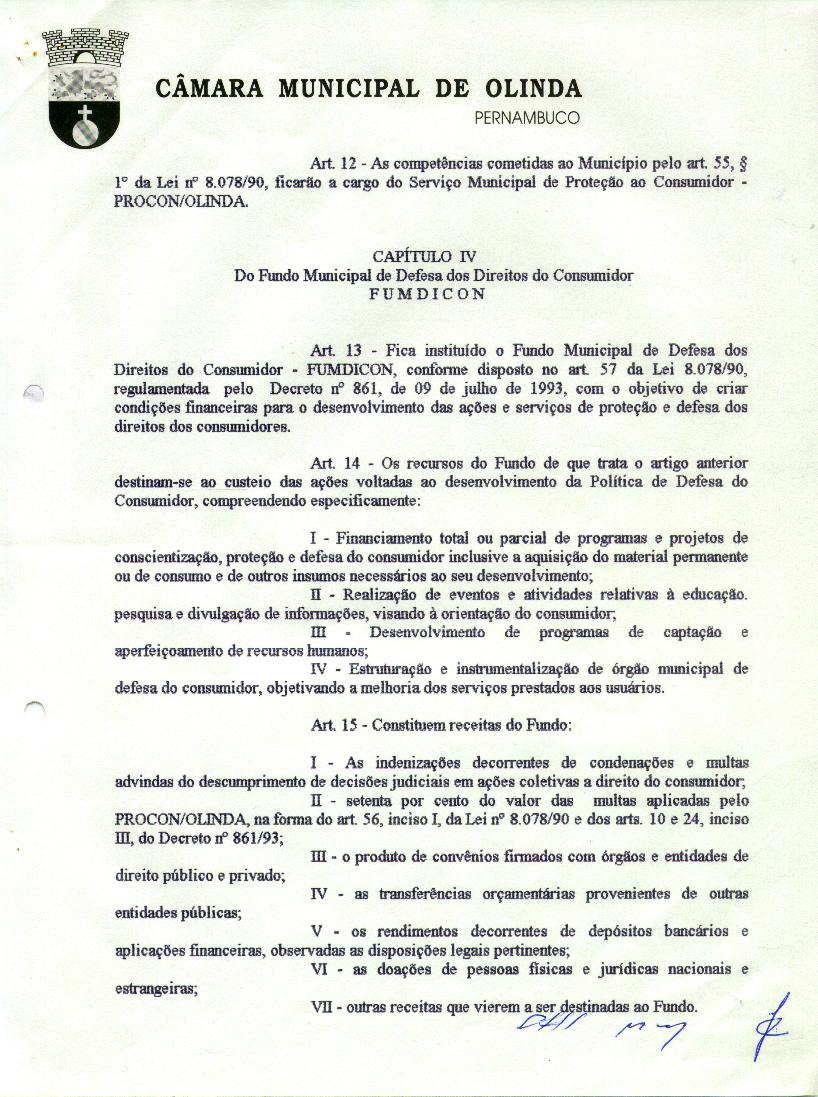 CÂMARA MUNICIPAL DE OLINDA
PERNAMBUCO
Art. 12 - As competências cometidas ao Município pelo art. 55, §
1º da Lei nº 8.078/90, ficarão a cargo do Serviço Municipal de Proteção ao Consumidor -
PROCON/OLINDA.
CAPÍTULO IV
Do Fundo Municipal de Defesa dos Direitos do Consumidor
F U M D I C O N
Art. 13 - Fica instituído o Fundo Municipal de Defesa dos
Direitos do Consumidor - FUMDICON, conforme disposto no art. 57 da Lei 8.078/90,
regulamentada pelo Decreto nº 861, de 09 de julho de 1993, com o objetivo de criar
condições financeiras para o desenvolvimento das ações e serviços de proteção e defesa dos
direitos dos consumidores.
Art. 14 - Os recursos do Fundo de que trata o artigo anterior
destinam-se ao custeio das ações voltadas ao desenvolvimento da Política de Defesa do
Consumidor, compreendendo especificamente:
I - Financiamento total ou parcial de programas e projetos de
conscientização, proteção e defesa do consumidor inclusive a aquisição do material permanente
ou de consumo e de outros insumos necessários ao seu desenvolvimento;
II - Realização de eventos e atividades relativas à educação.
pesquisa e divulgação de informações, visando à orientação do consumidor;
III - Desenvolvimento de programas de captação e
aperfeiçoamento de recursos humanos;
IV - Estruturação e instrumentalização de órgão municipal de
defesa do consumidor, objetivando a melhoria dos serviços prestados aos usuários.
Art. 15 - Constituem receitas do Fundo:
I - As indenizações decorrentes de condenações e multas
advindas do descumprimento de decisões judiciais em ações coletivas a direito do consumidor;
II - setenta por cento do valor das multas aplicadas pelo
PROCON/OLINDA, na forma do art. 56, inciso I, da Lei nº 8.078/90 e dos arts. 10 e 24, inciso
III, do Decreto nº 861/93;
III - o produto de convênios firmados com órgãos e entidades de
direito público e privado;
IV - as transferências orçamentárias provenientes de outras
entidades públicas;
V - os rendimentos decorrentes de depósitos bancários e
aplicações financeiras, observadas as disposições legais pertinentes;
VI - as doações de pessoas físicas e jurídicas nacionais e
estrangeiras;
VII - outras receitas que vierem a ser destinadas ao Fundo.